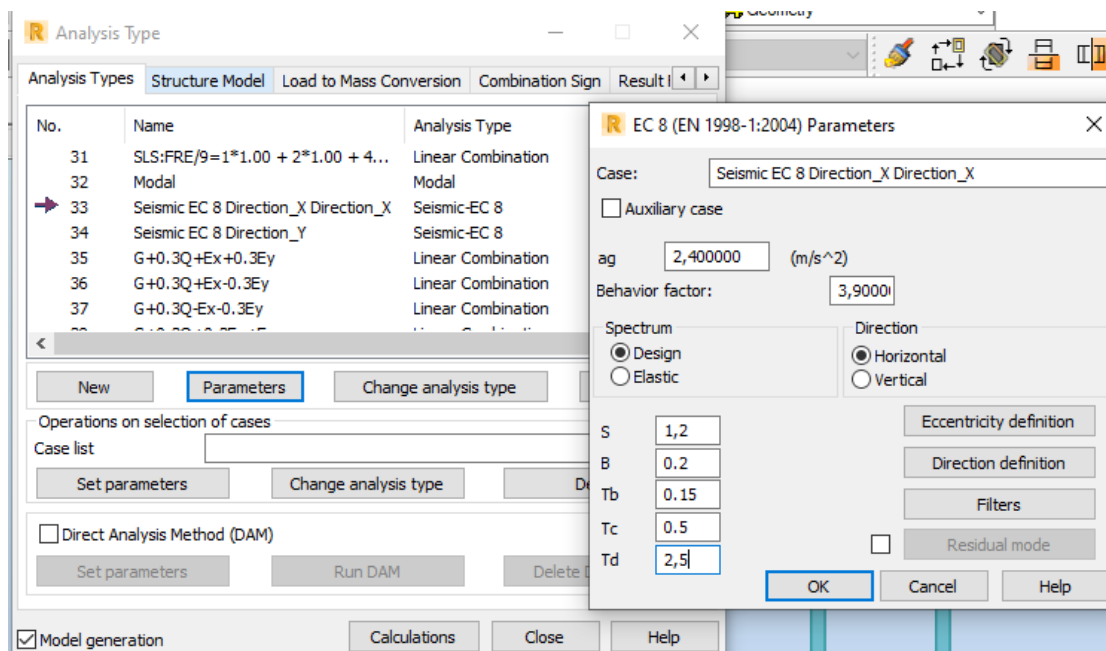 Geometry
Analysis Type
Analysis Types Structure Model Load to Mass Conversion Combination Sign Result
No. Name Analysis Type
31 SLS:FRE/9=1*1.00 + 2*1.00 + 4... Linear Combination
32 Modal Modal
33 Seismic EC 8 Direction_X Direction_X Seismic-EC 8
34 Seismic EC 8 Direction_Y Seismic-EC 8
35 G+0.3Q+Ex+0.3Ey Linear Combination
36 G+0.3Q+Ex-0.3Ey Linear Combination
37 G+0.3Q-Ex-0.3Ey Linear Combination
New Parameters Change analysis type
Operations on selection of cases
Case list
Set parameters Change analysis type
Direct Analysis Method (DAM)
Set parameters Run DAM Delete
Model generation Calculations Close Help
EC 8 (EN 1998-1:2004) Parameters
Case: Seismic EC 8 Direction_X Direction_X
Auxiliary case
ag 2,400000 (m/s^2)
Behavior factor: 3,9000
Spectrum Direction
Design Horizontal
Elastic Vertical
S 1,2 Eccentricity definition
B 0.2 Direction definition
Tb 0.15 Filters
Tc 0.5 Residual mode
Td 2,5
OK Cancel Help